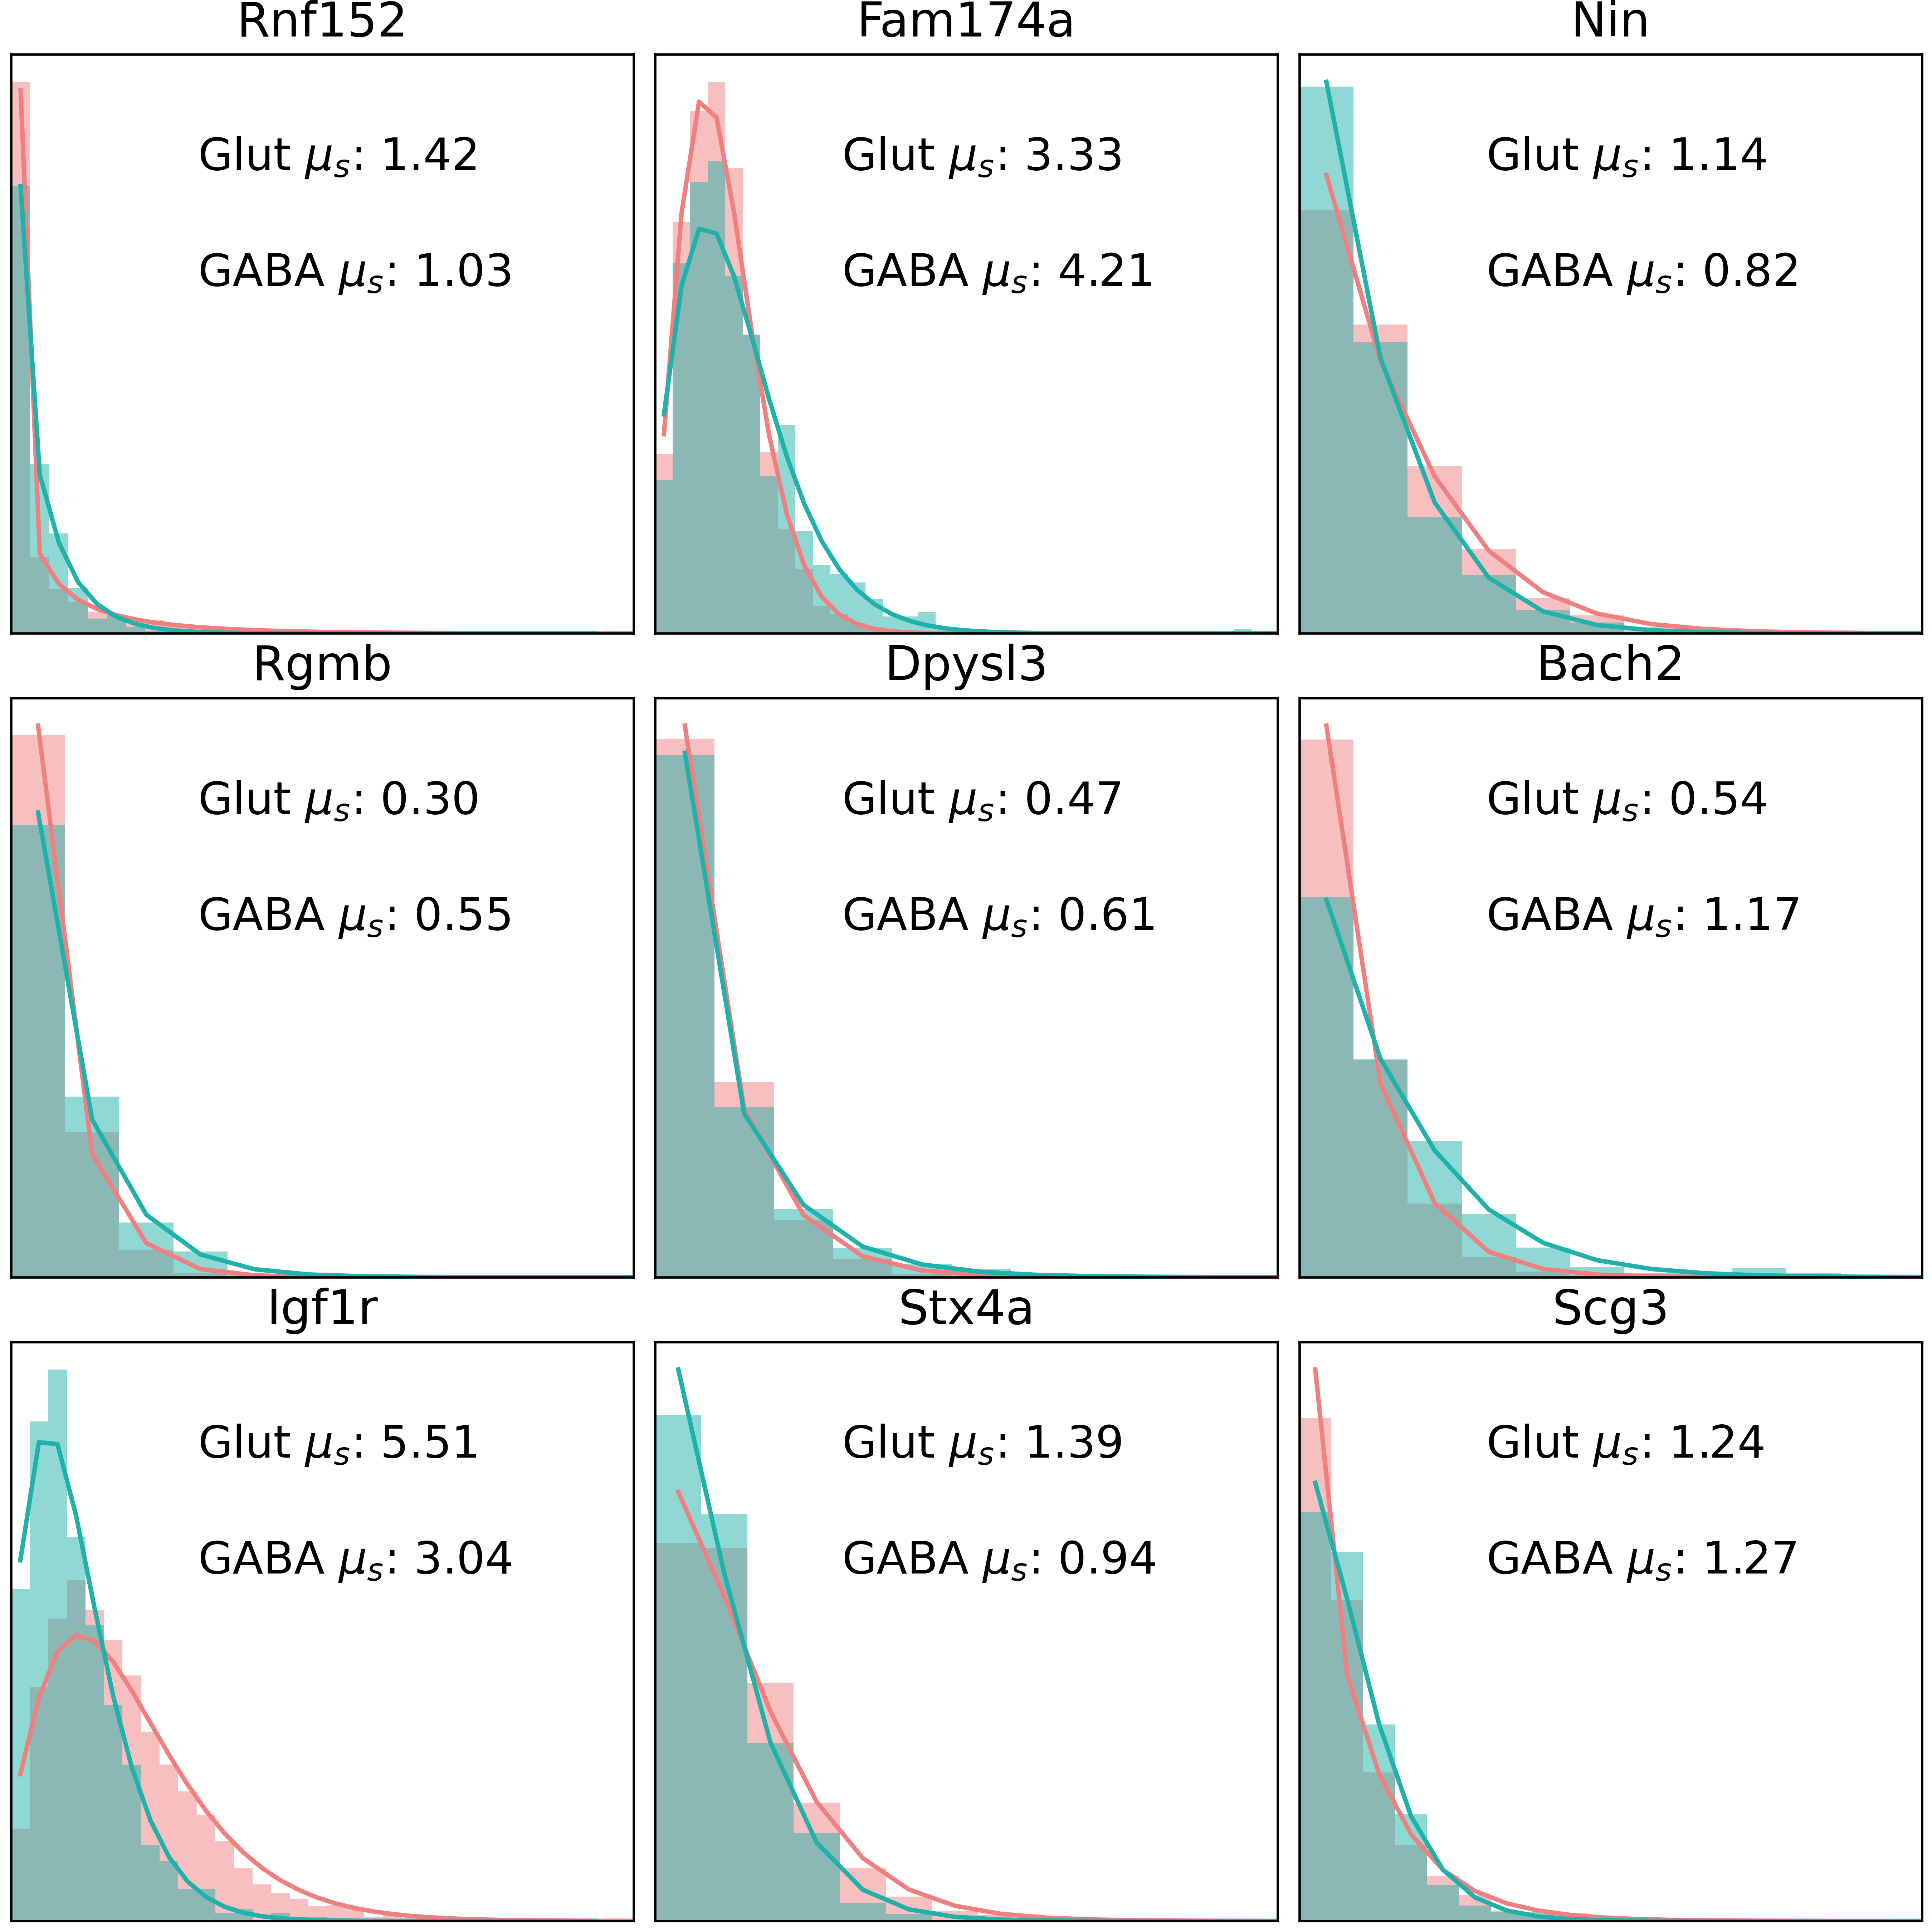 Rnf152
Fam174a
Nin
Glut μs: 1.42
GABA μs: 1.03
Glut μs: 3.33
GABA μs: 4.21
Glut μs: 1.14
GABA μs: 0.82
Rgmb
Dpysl3
Bach2
Glut μs: 0.30
GABA μs: 0.55
Glut μs: 0.47
GABA μs: 0.61
Glut μs: 0.54
GABA μs: 1.17
Igf1r
Stx4a
Scg3
Glut μs: 5.51
GABA μs: 3.04
Glut μs: 1.39
GABA μs: 0.94
Glut μs: 1.24
GABA μs: 1.27